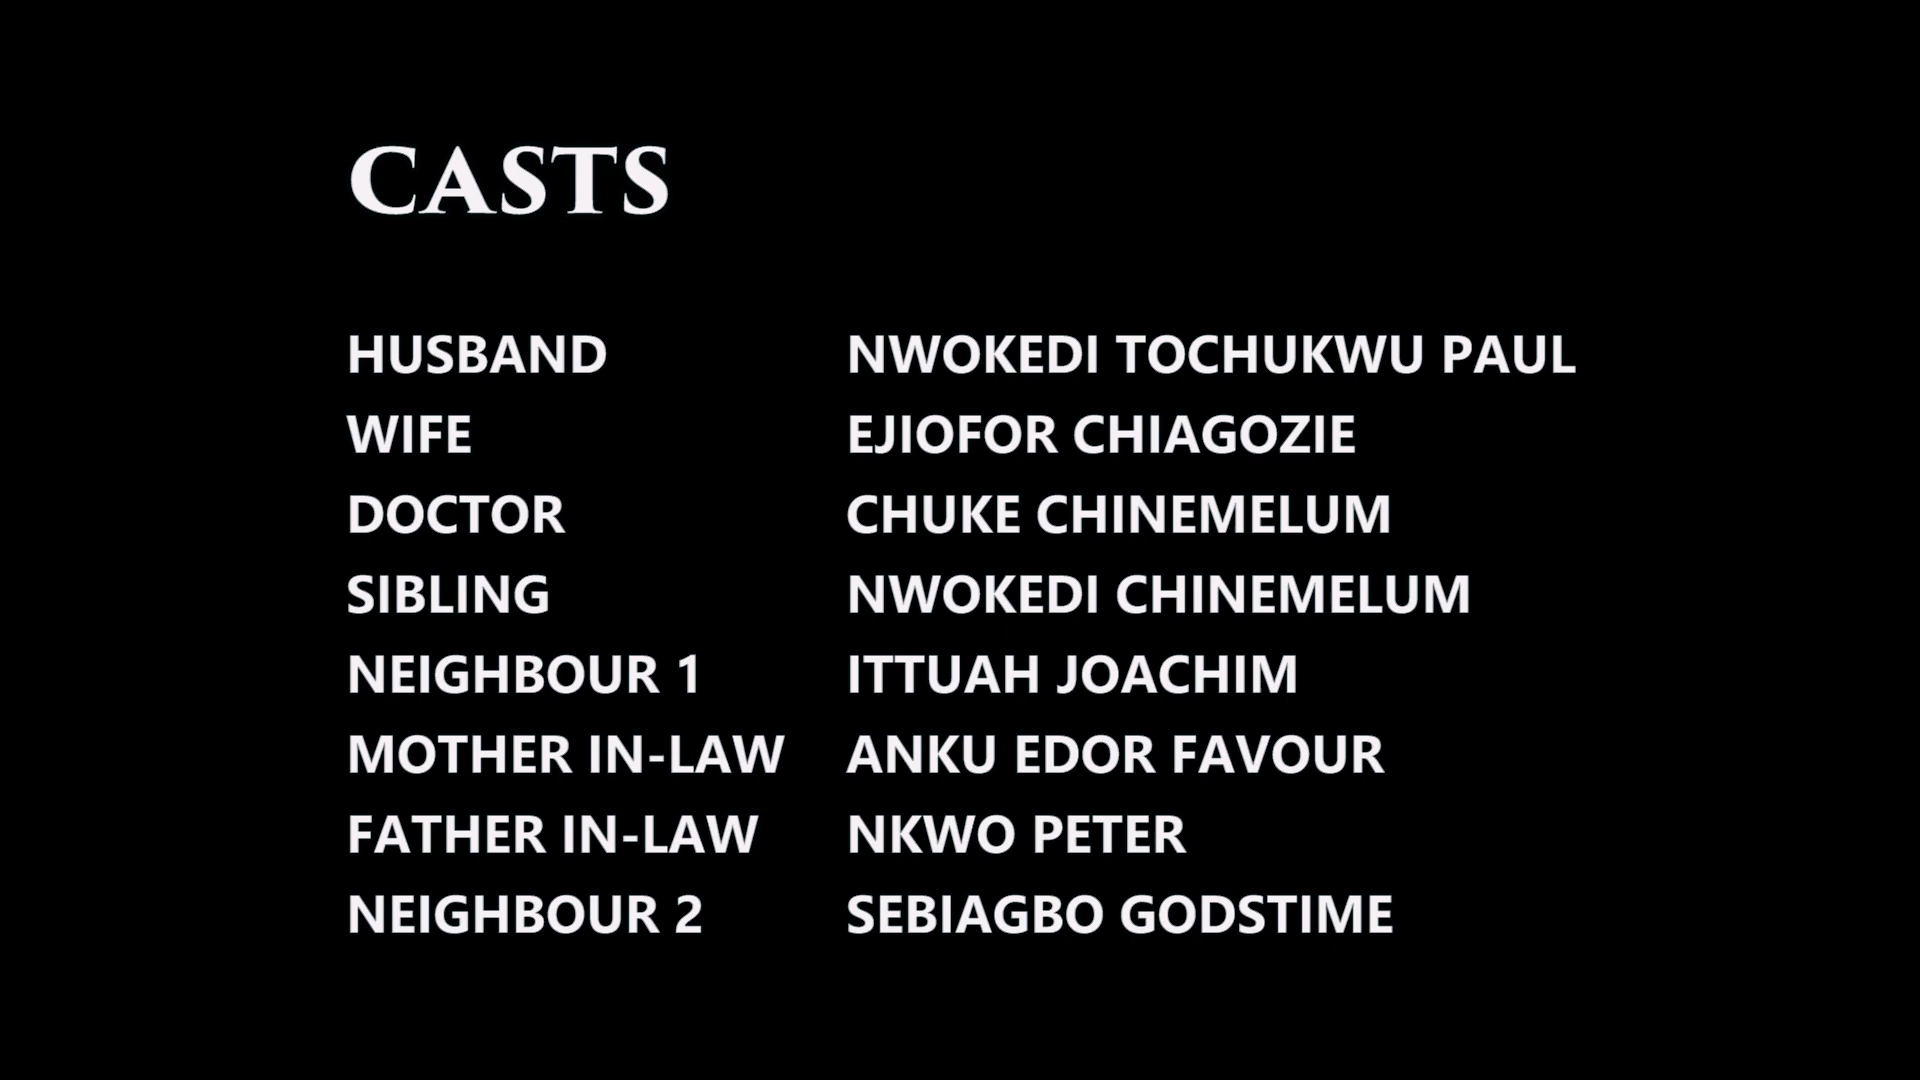 CASTS
HUSBAND NWOKEDI TOCHUKWU PAUL
WIFE EJIOFOR CHIAGOZIE
DOCTOR CHUKE CHINEMELUM
SIBLING NWOKEDI CHINEMELUM
NEIGHBOUR 1 ITTUAH JOACHIM
MOTHER IN-LAW ANKU EDOR FAVOUR
FATHER IN-LAW NKWO PETER
NEIGHBOUR 2 SEBIAGBO GODSTIME